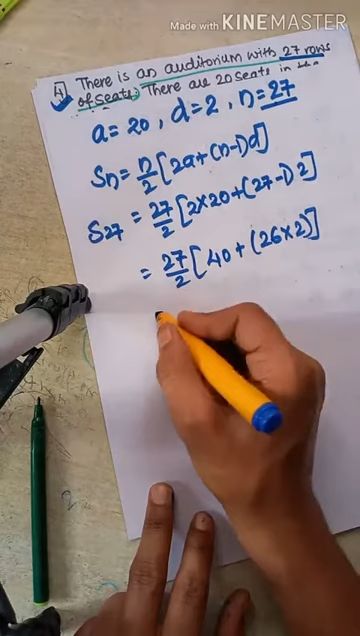 Made with KINEMASTER
4) There is an auditorium with 27 rows
of seats. There are 20 seats in the
a = 20, d = 2, n = 27
Sn = n/2 [2a+(n-1)d]
S27 = 27/2 [2×20+(27-1)2]
= 27/2 [40+(26×2)]